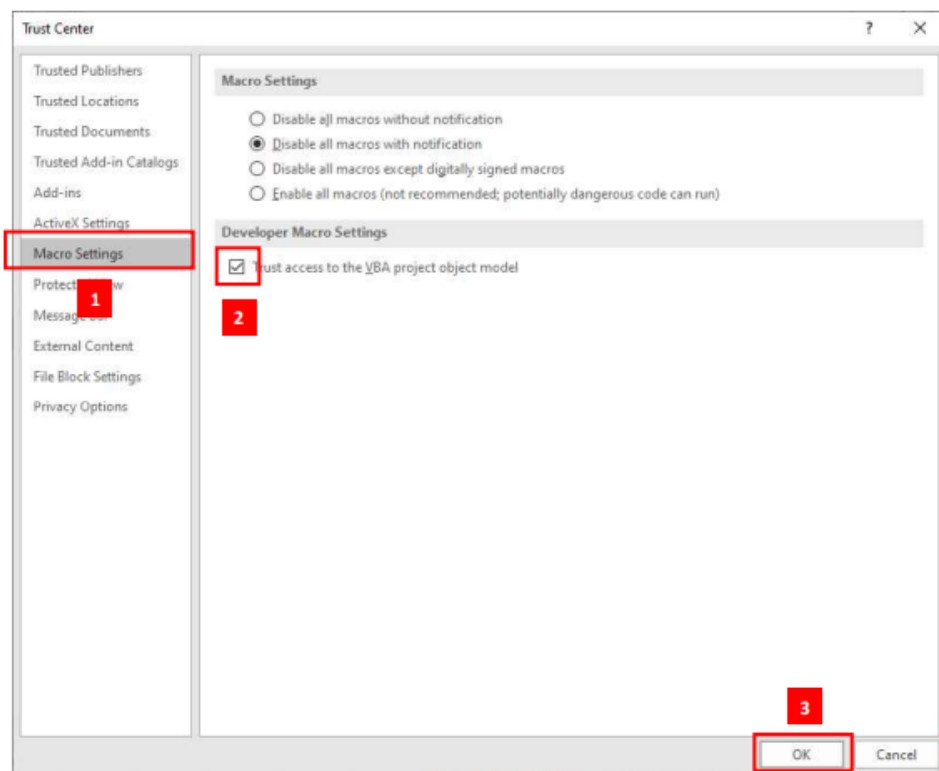 Trust Center
? ×
Trusted Publishers
Trusted Locations
Trusted Documents
Trusted Add-in Catalogs
Add-ins
ActiveX Settings
Macro Settings
Protect w
1
Message
External Content
File Block Settings
Privacy Options
Macro Settings
Disable all macros without notification
Disable all macros with notification
Disable all macros except digitally signed macros
Enable all macros (not recommended; potentially dangerous code can run)
Developer Macro Settings
Trust access to the VBA project object model
2
3
OK Cancel